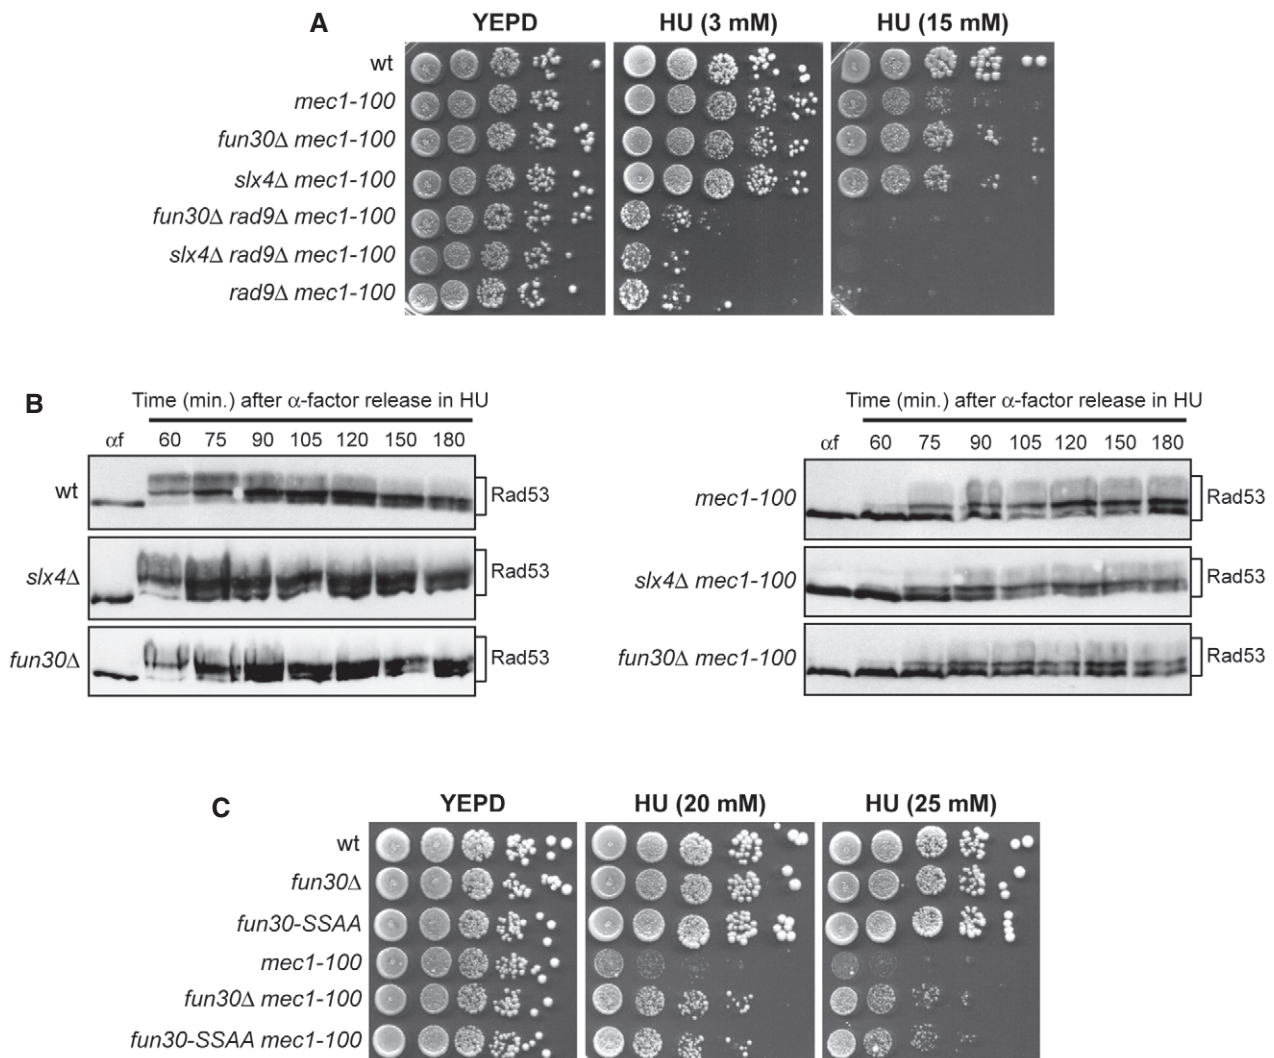 A
YEPD HU (3 mM) HU (15 mM)
wt
mec1-100
fun30Δ mec1-100
slx4Δ mec1-100
fun30Δ rad9Δ mec1-100
slx4Δ rad9Δ mec1-100
rad9Δ mec1-100
B
Time (min.) after α-factor release in HU
αf 60 75 90 105 120 150 180
wt Rad53
slx4Δ Rad53
fun30Δ Rad53
Time (min.) after α-factor release in HU
αf 60 75 90 105 120 150 180
mec1-100 Rad53
slx4Δ mec1-100 Rad53
fun30Δ mec1-100 Rad53
C
YEPD HU (20 mM) HU (25 mM)
wt
fun30Δ
fun30-SSAA
mec1-100
fun30Δ mec1-100
fun30-SSAA mec1-100